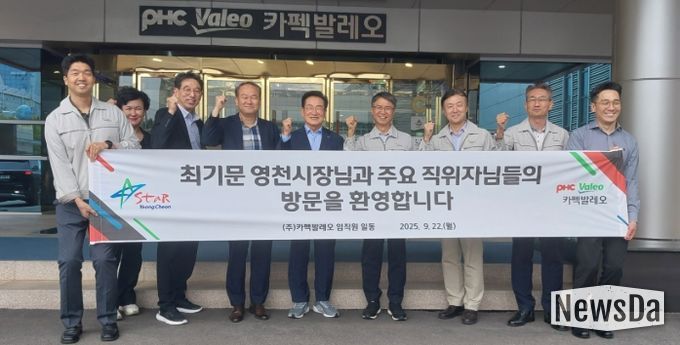 PHC Valeo 카펙발레오
최기문 영천시장님과 주요 직위자님들의
방문을 환영합니다
STAR
YeongCheon
PHC Valeo
카펙발레오
(주)카펙발레오 임직원 일동 2025. 9. 22.(월)
NewsDa